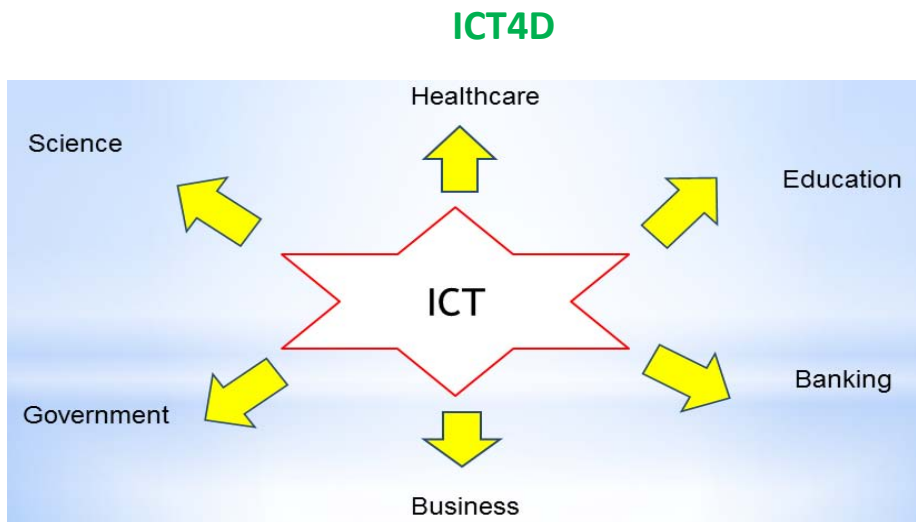 ICT4D
Healthcare
Science
Education
ICT
Banking
Government
Business